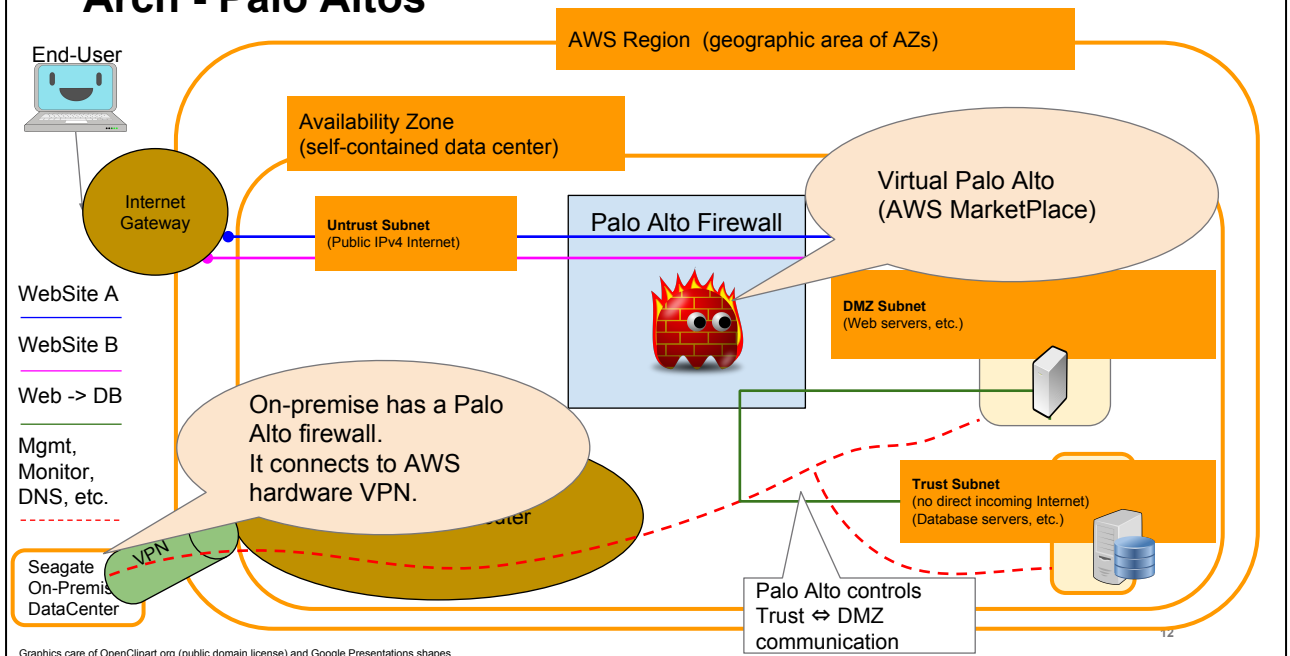 Arch - Palo Altos
AWS Region (geographic area of AZs)
End-User
Availability Zone
(self-contained data center)
Virtual Palo Alto
(AWS MarketPlace)
Internet
Gateway
Untrust Subnet
(Public IPv4 Internet)
Palo Alto Firewall
WebSite A
WebSite B
Web -> DB
Mgmt,
Monitor,
DNS, etc.
DMZ Subnet
(Web servers, etc.)
On-premise has a Palo
Alto firewall.
It connects to AWS
hardware VPN.
Trust Subnet
(no direct incoming Internet)
(Database servers, etc.)
VPN
Seagate
On-Premis
DataCenter
Palo Alto controls
Trust ⇔ DMZ
communication
12
Graphics care of OpenClipart.org (public domain license) and Google Presentations shapes